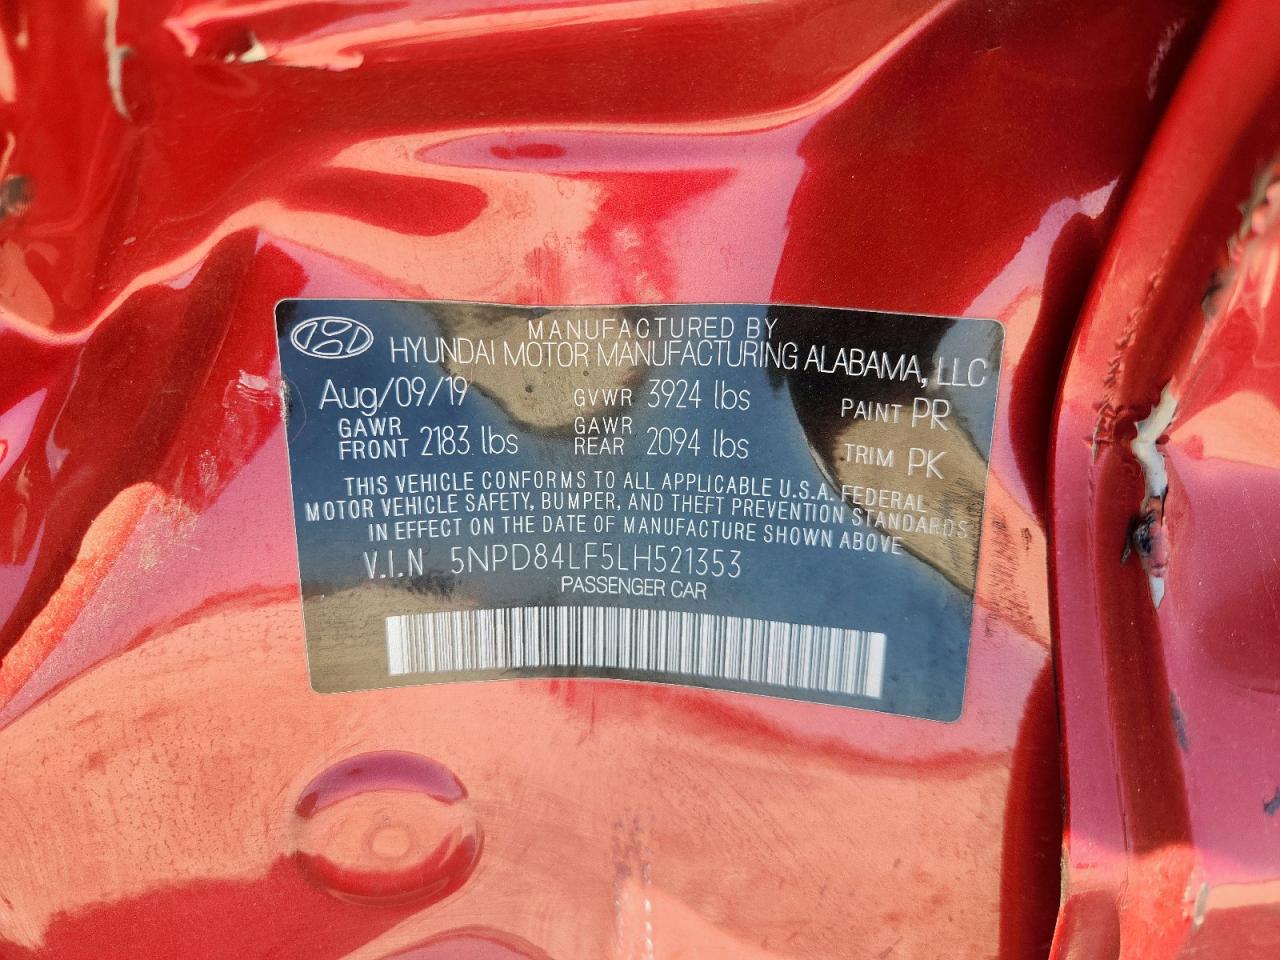 MANUFACTURED BY
HYUNDAI MOTOR MANUFACTURING ALABAMA, LLC
Aug/09/19 GVWR 3924 lbs PAINT PR
GAWR FRONT 2183 lbs GAWR REAR 2094 lbs TRIM PK
THIS VEHICLE CONFORMS TO ALL APPLICABLE U.S.A. FEDERAL
MOTOR VEHICLE SAFETY, BUMPER, AND THEFT PREVENTION STANDARDS
IN EFFECT ON THE DATE OF MANUFACTURE SHOWN ABOVE
V.I.N 5NPD84LF5LH521353
PASSENGER CAR